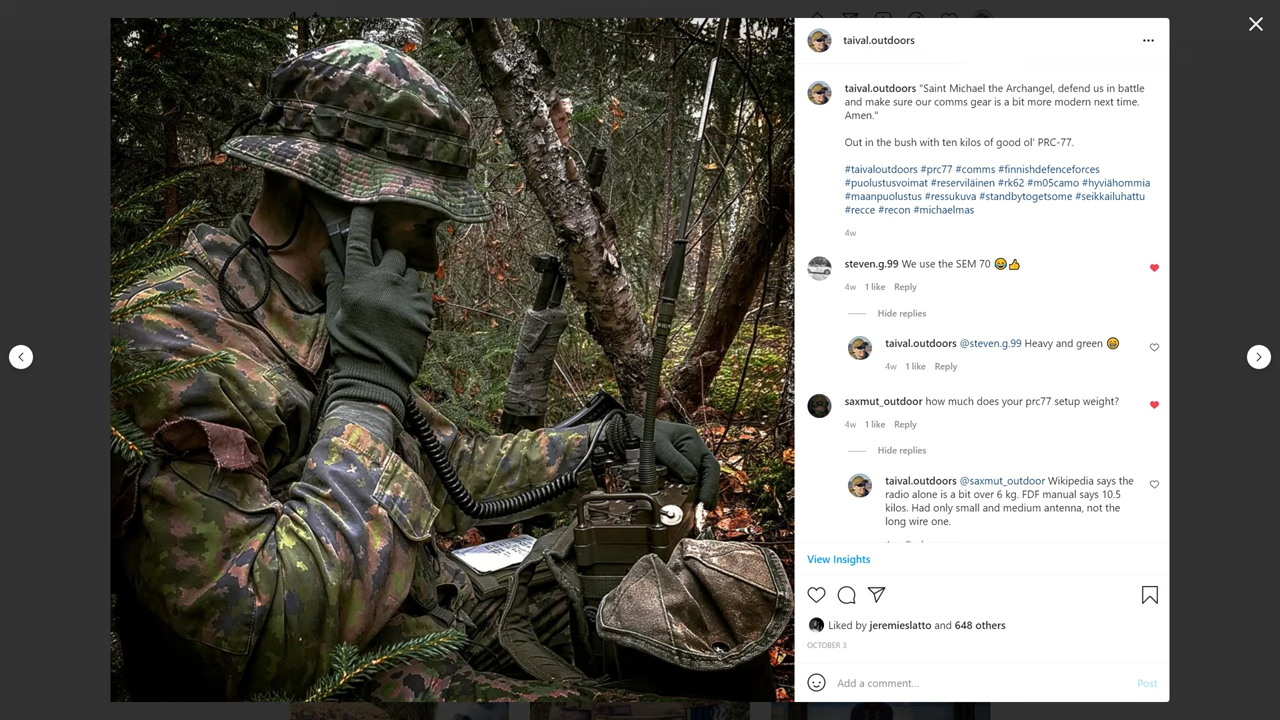 taival.outdoors
taival.outdoors "Saint Michael the Archangel, defend us in battle
and make sure our comms gear is a bit more modern next time.
Amen."
Out in the bush with ten kilos of good ol' PRC-77.
#taivaloutdoors #prc77 #comms #finnishdefenceforces
#puolustusvoimat #reserviläinen #rk62 #m05camo #hyviähommia
#maanpuolustus #ressukuva #standbytogetsome #seikkailuhattu
#recce #recon #michaelmas
4w
steven.g.99 We use the SEM 70 😂👍
4w 1 like Reply
Hide replies
taival.outdoors @steven.g.99 Heavy and green 😁
4w 1 like Reply
saxmut_outdoor how much does your prc77 setup weight?
4w 1 like Reply
Hide replies
taival.outdoors @saxmut_outdoor Wikipedia says the
radio alone is a bit over 6 kg. FDF manual says 10.5
kilos. Had only small and medium antenna, not the
long wire one.
View Insights
Liked by jeremieslatto and 648 others
OCTOBER 3
Add a comment...
Post